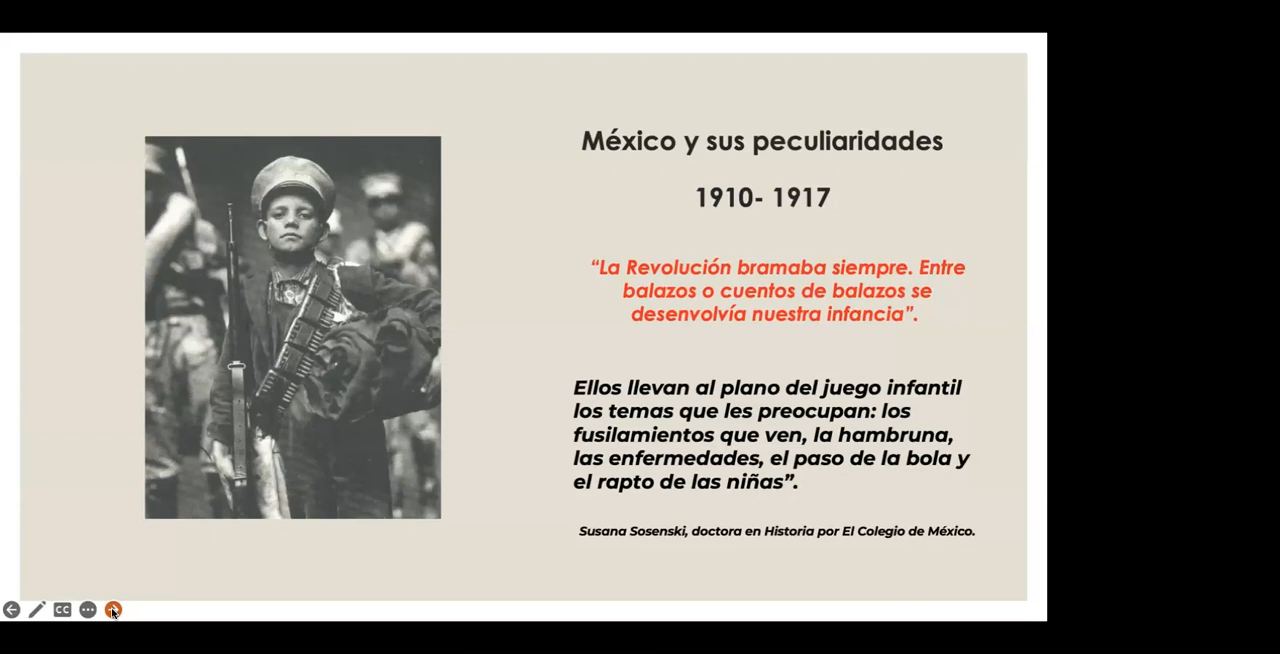 México y sus peculiaridades
1910- 1917
“La Revolución bramaba siempre. Entre
balazos o cuentos de balazos se
desenvolvía nuestra infancia”.
Ellos llevan al plano del juego infantil
los temas que les preocupan: los
fusilamientos que ven, la hambruna,
las enfermedades, el paso de la bola y
el rapto de las niñas”.
Susana Sosenski, doctora en Historia por El Colegio de México.
CC